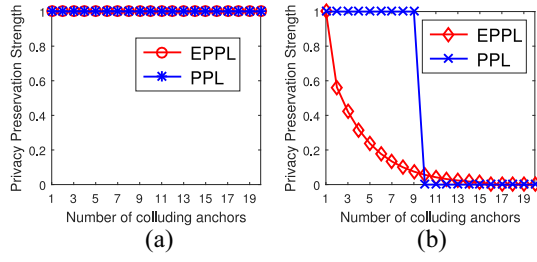 Privacy Preservation Strength
1
0.8
0.6
0.4
0.2
0
EPPL
PPL
1 3 5 7 9 11 13 15 17 19
Number of colluding anchors
(a)
Privacy Preservation Strength
1
0.8
0.6
0.4
0.2
0
EPPL
PPL
1 3 5 7 9 11 13 15 17 19
Number of colluding anchors
(b)